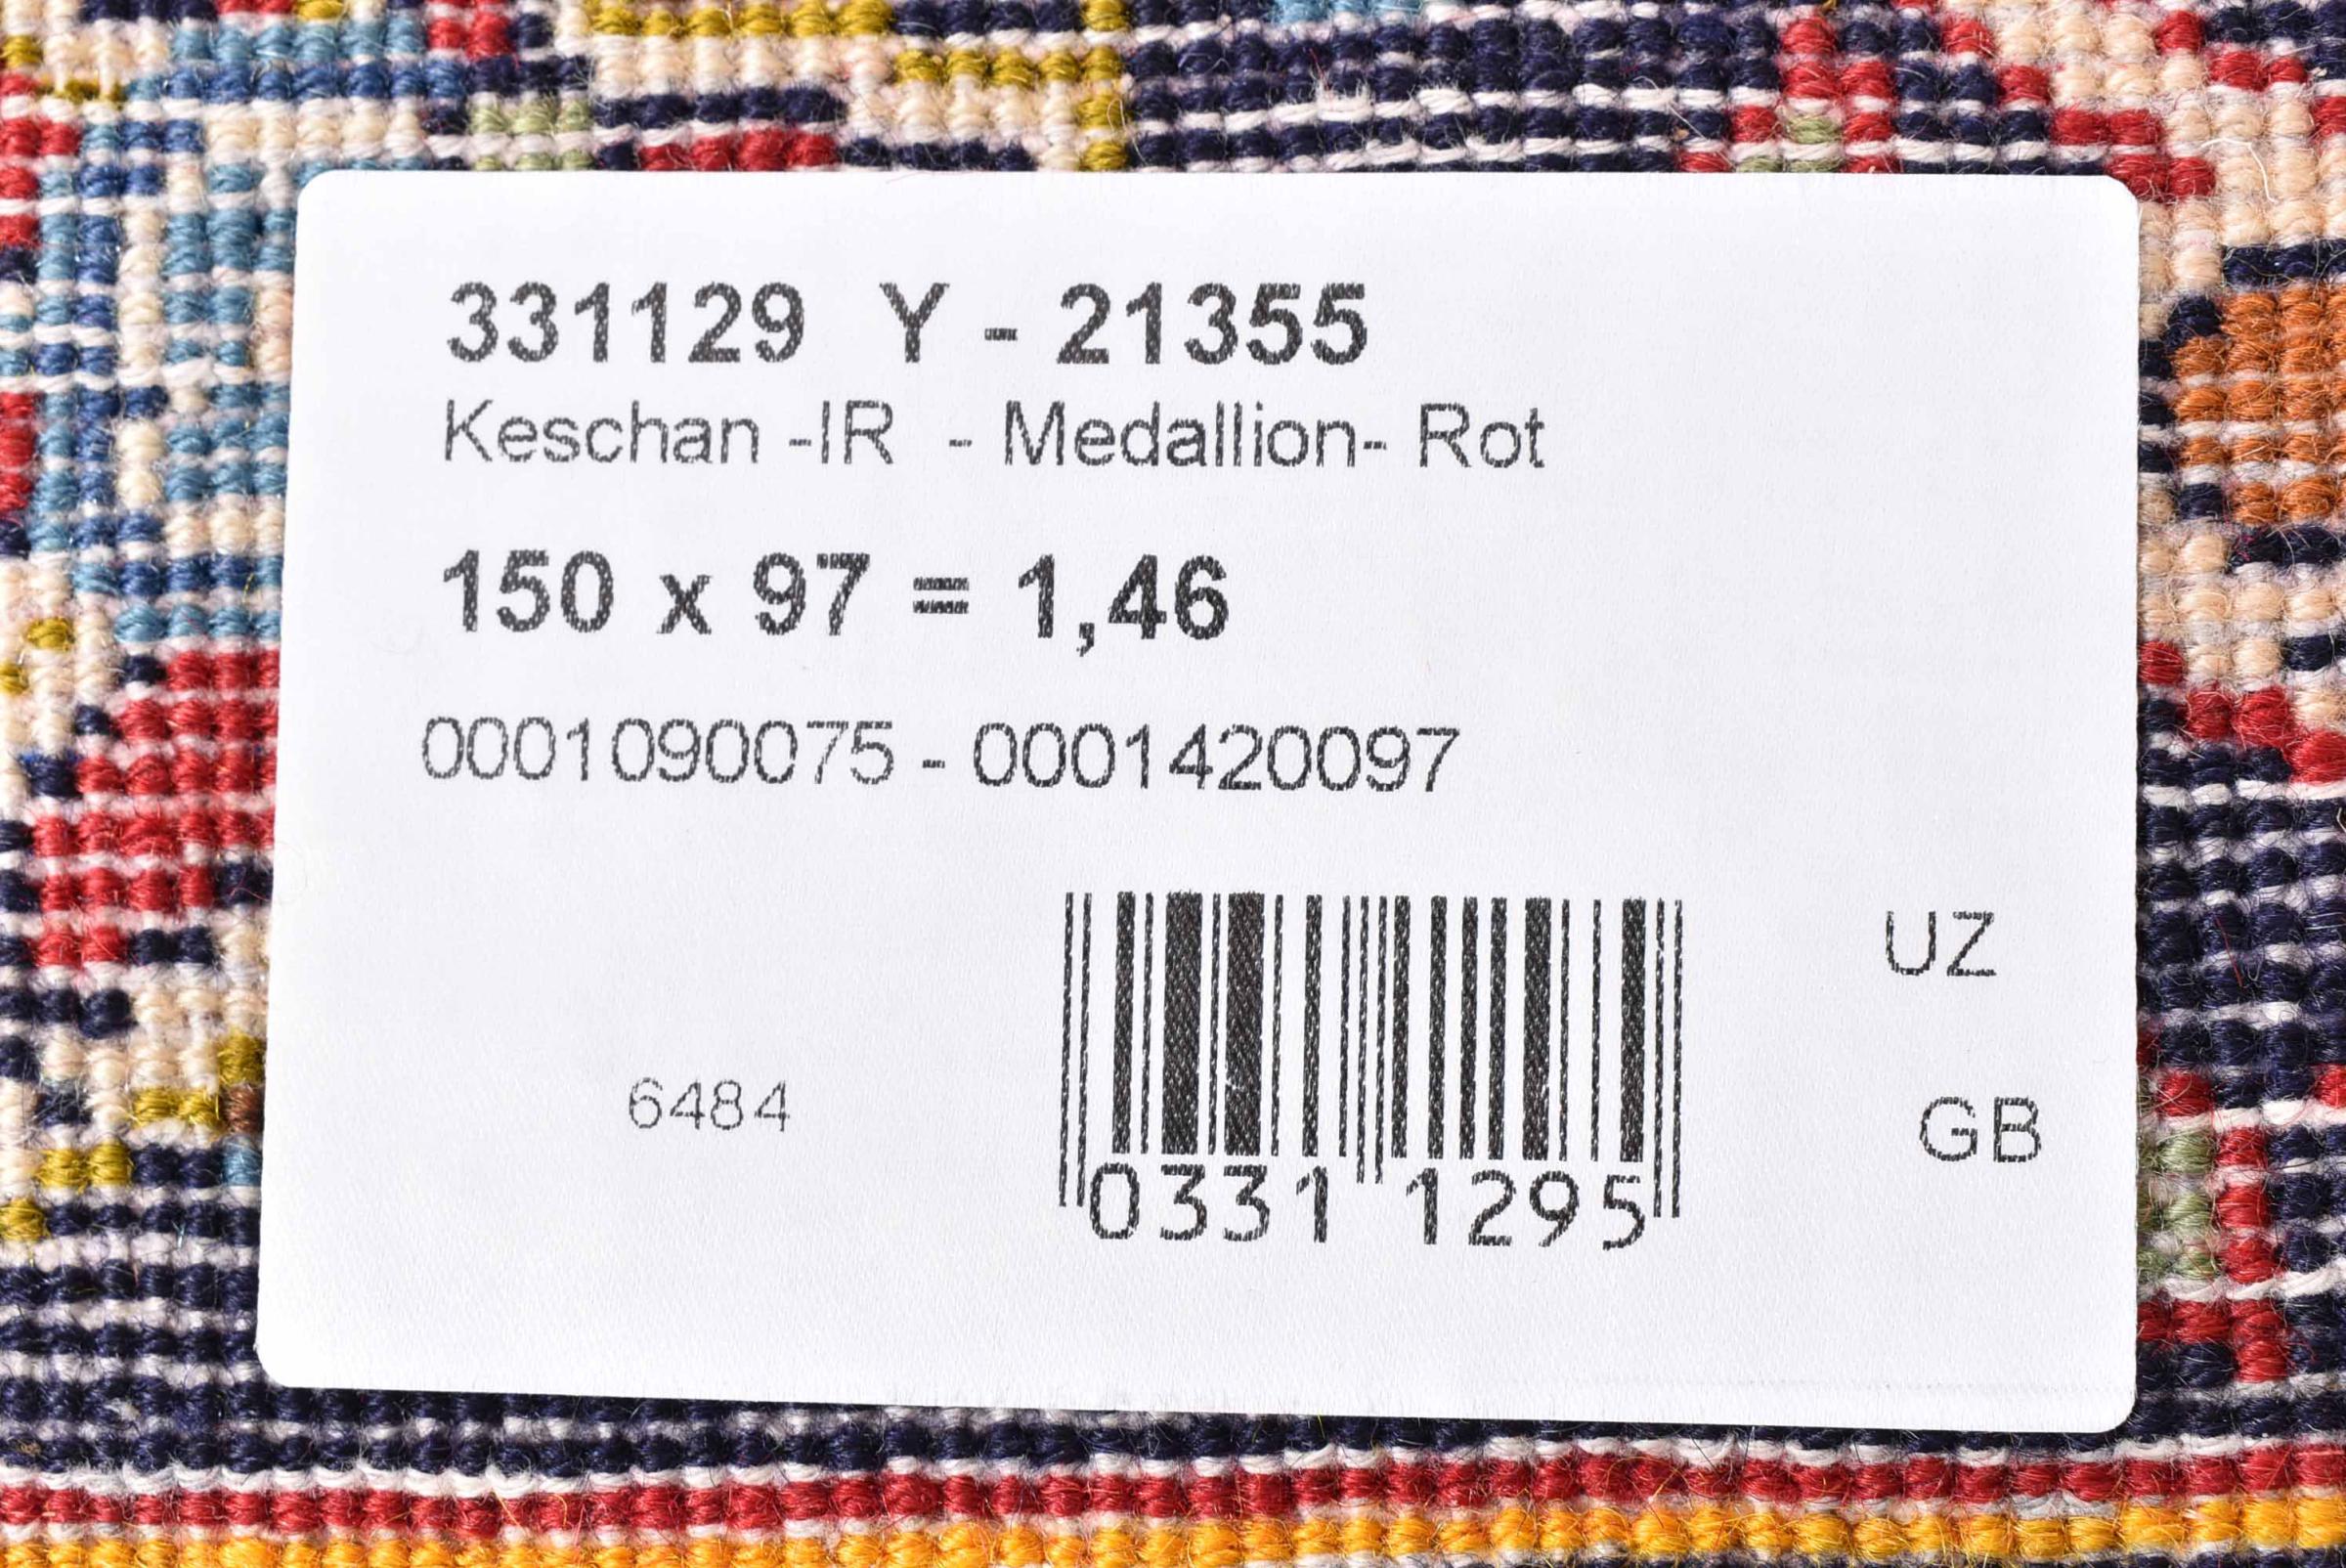 331129 Y - 21355
Keschan -IR - Medallion- Rot
150 x 97 = 1,46
0001090075 - 0001420097
UZ
6484
GB
0331 1295